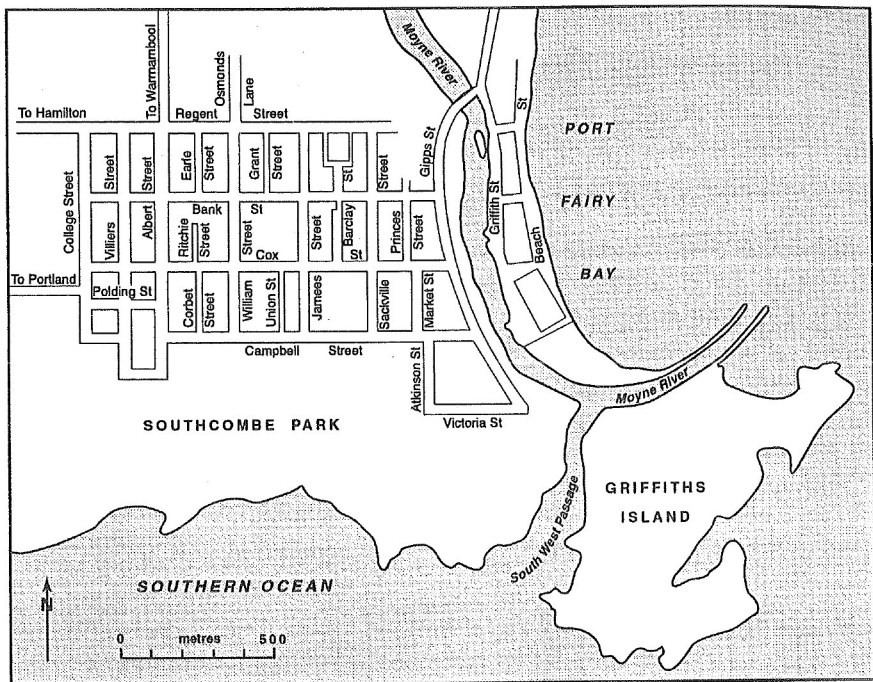 Moyne River
Osmonds
Lane
To Warrnambool
To Hamilton
Regent Street
St
PORT
FAIRY
BAY
College Street
Villiers
Street
Albert
Street
Earle
Street
Grant
Street
St
Street
Gipps St
Griffith St
Beach
Bank St
Ritchie
Street
Street
Cox St
Street
Barclay
Princes
Street
To Portland
Polding St
Corbet
Street
William
Union St
Jamees
Sackville
Market St
Campbell Street
Atkinson St
Victoria St
Moyne River
SOUTHCOMBE PARK
GRIFFITHS
ISLAND
South West Passage
SOUTHERN OCEAN
N
0 metres 500